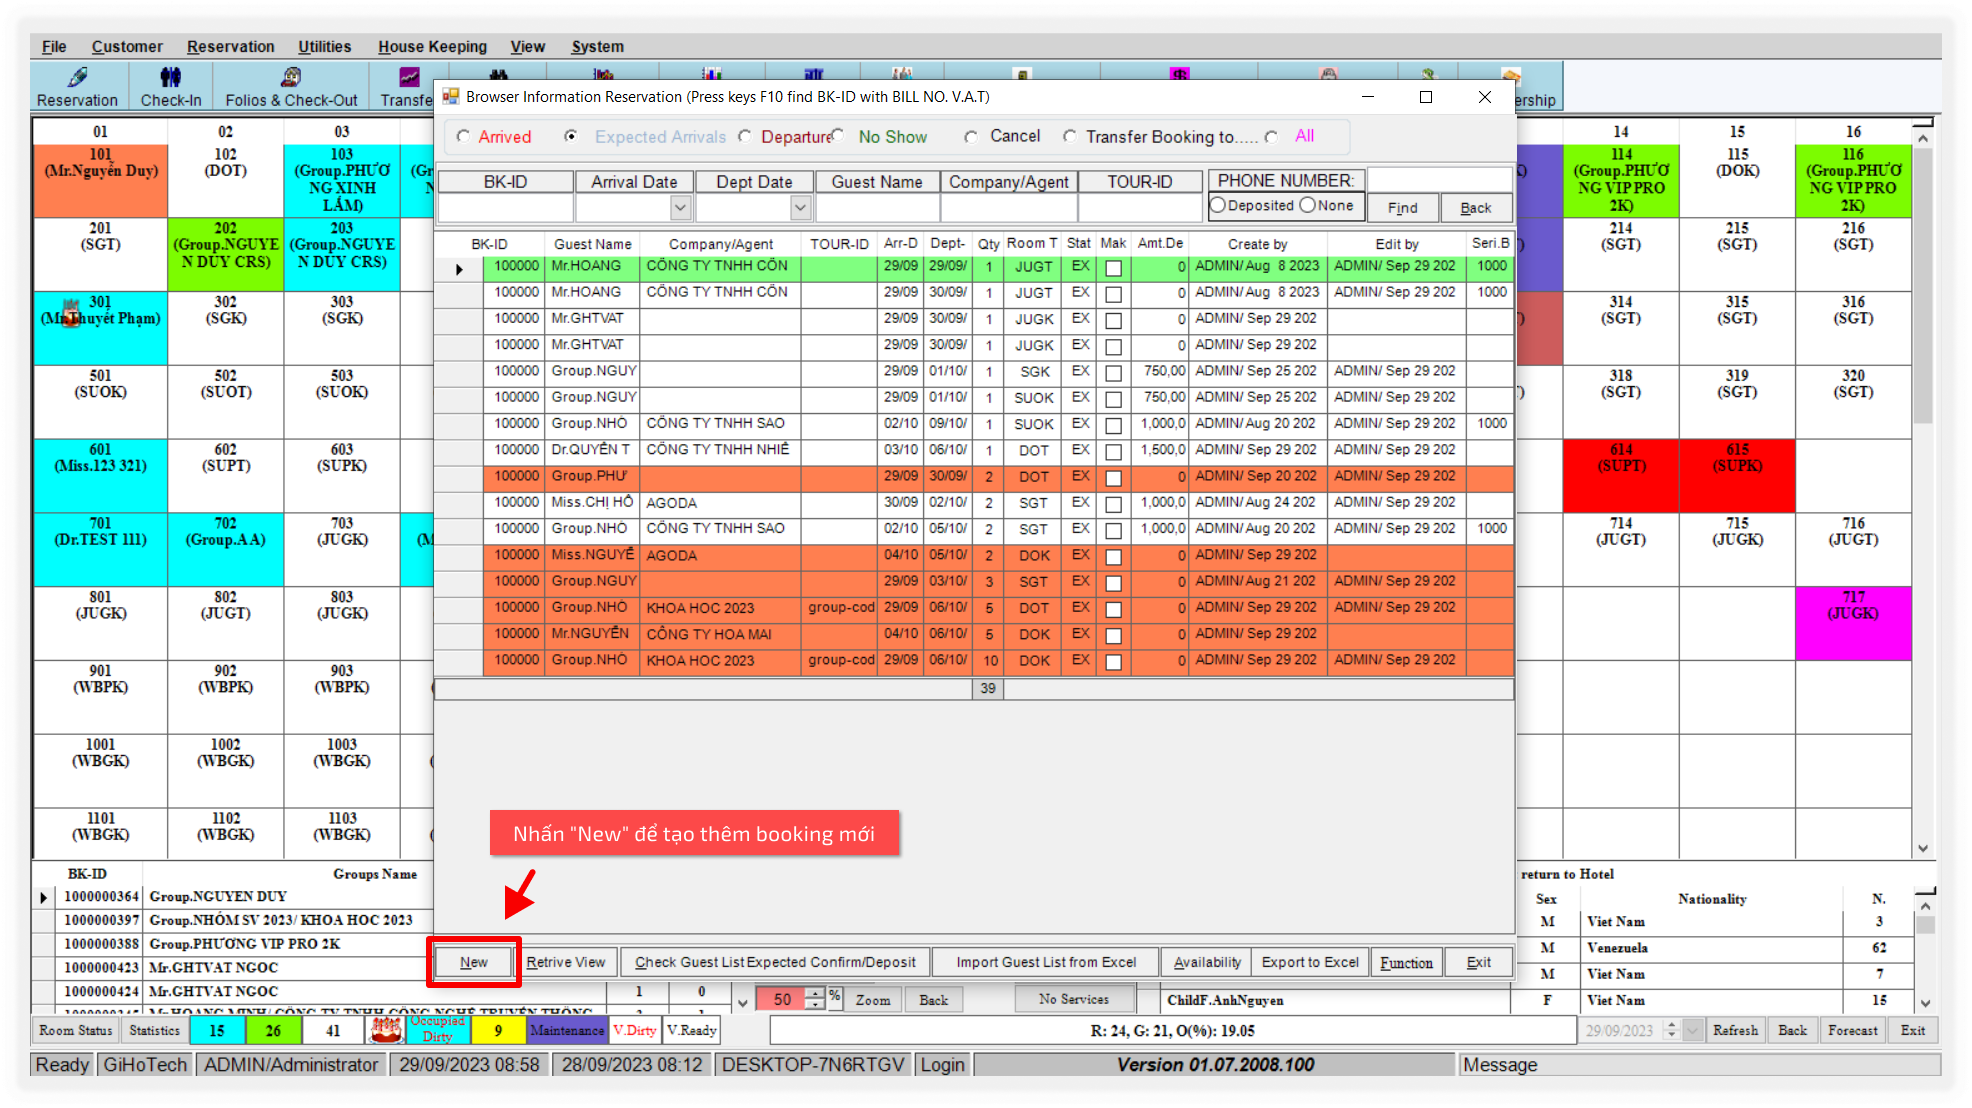 File Customer Reservation Utilities House Keeping View System
Reservation Check-In Folios & Check-Out Transfe ership
Browser Information Reservation (Press keys F10 find BK-ID with BILL NO. V.A.T)
Arrived Expected Arrivals Departure No Show Cancel Transfer Booking to..... All
BK-ID Arrival Date Dept Date Guest Name Company/Agent TOUR-ID PHONE NUMBER:
Deposited None Find Back
BK-ID Guest Name Company/Agent TOUR-ID Arr-D Dept- Qty Room T Stat Mak Amt.De Create by Edit by Seri.B
100000 Mr.HOANG CÔNG TY TNHH CÔN 29/09 29/09/ 1 JUGT EX 0 ADMIN/ Aug 8 2023 ADMIN/ Sep 29 202 1000
100000 Mr.HOANG CÔNG TY TNHH CÔN 29/09 30/09/ 1 JUGT EX 0 ADMIN/ Aug 8 2023 ADMIN/ Sep 29 202 1000
100000 Mr.GHTVAT 29/09 30/09/ 1 JUGK EX 0 ADMIN/ Sep 29 202
100000 Mr.GHTVAT 29/09 30/09/ 1 JUGK EX 0 ADMIN/ Sep 29 202
100000 Group.NGUY 29/09 01/10/ 1 SGK EX 750,00 ADMIN/ Sep 25 202 ADMIN/ Sep 29 202
100000 Group.NGUY 29/09 01/10/ 1 SUOK EX 750,00 ADMIN/ Sep 25 202 ADMIN/ Sep 29 202
100000 Group.NHÓ CÔNG TY TNHH SAO 02/10 09/10/ 1 SUOK EX 1,000,0 ADMIN/ Aug 20 202 ADMIN/ Sep 29 202 1000
100000 Dr.QUYÊN T CÔNG TY TNHH NHIÊ 03/10 06/10/ 1 DOT EX 1,500,0 ADMIN/ Sep 29 202 ADMIN/ Sep 29 202
100000 Group.PHƯ 29/09 30/09/ 2 DOT EX 0 ADMIN/ Sep 20 202 ADMIN/ Sep 29 202
100000 Miss.CHỊ HÔ AGODA 30/09 02/10/ 2 SGT EX 1,000,0 ADMIN/ Aug 24 202 ADMIN/ Sep 29 202
100000 Group.NHÓ CÔNG TY TNHH SAO 02/10 05/10/ 2 SGT EX 1,000,0 ADMIN/ Aug 20 202 ADMIN/ Sep 29 202 1000
100000 Miss.NGUYỄ AGODA 04/10 05/10/ 2 DOK EX 0 ADMIN/ Sep 29 202
100000 Group.NGUY 29/09 03/10/ 3 SGT EX 0 ADMIN/ Aug 21 202 ADMIN/ Sep 29 202
100000 Group.NHÓ KHOA HOC 2023 group-cod 29/09 06/10/ 5 DOT EX 0 ADMIN/ Sep 29 202 ADMIN/ Sep 29 202
100000 Mr.NGUYỄN CÔNG TY HOA MAI 04/10 06/10/ 5 DOK EX 0 ADMIN/ Sep 29 202
100000 Group.NHÓ KHOA HOC 2023 group-cod 29/09 06/10/ 10 DOK EX 0 ADMIN/ Sep 29 202 ADMIN/ Sep 29 202
39
Nhấn "New" để tạo thêm booking mới
New Retrive View Check Guest List Expected Confirm/Deposit Import Guest List from Excel Availability Export to Excel Function Exit
01 02 03 14 15 16
101 102 103 114 115 116
(Mr.Nguyễn Duy) (DOT) (Group.PHƯƠ (Gr (Group.PHƯƠ (DOK) (Group.PHƯƠ
NG XINH N NG VIP PRO NG VIP PRO
LẮM) 2K) 2K)
201 202 203 214 215 216
(SGT) (Group.NGUYE (Group.NGUYE (SGT) (SGT) (SGT)
N DUY CRS) N DUY CRS)
301 302 303 314 315 316
(Mr.Thuyết Phạm) (SGK) (SGK) (SGT) (SGT) (SGT)
501 502 503 318 319 320
(SUOK) (SUOT) (SUOK) (SGT) (SGT) (SGT)
601 602 603 614 615
(Miss.123 321) (SUPT) (SUPK) (SUPT) (SUPK)
701 702 703 714 715 716
(Dr.TEST 111) (Group.AA) (JUGK) (M (JUGT) (JUGK) (JUGT)
801 802 803 717
(JUGK) (JUGT) (JUGK) (JUGK)
901 902 903
(WBPK) (WBPK) (WBPK)
1001 1002 1003
(WBGK) (WBGK) (WBGK)
1101 1102 1103
(WBGK) (WBGK) (WBGK)
BK-ID Groups Name return to Hotel
Sex Nationality N.
1000000364 Group.NGUYEN DUY
1000000397 Group.NHÓM SV 2023/ KHOA HOC 2023
1000000388 Group.PHƯƠNG VIP PRO 2K
1000000423 Mr.GHTVAT NGOC
1000000424 Mr.GHTVAT NGOC 1 0
M Viet Nam 3
M Venezuela 62
M Viet Nam 7
ChildF.AnhNguyen F Viet Nam 15
50 % Zoom Back No Services
Room Status Statistics 15 26 41 Occupied Dirty 9 Maintenance V.Dirty V.Ready R: 24, G: 21, O(%): 19.05 29/09/2023 Refresh Back Forecast Exit
Ready GiHoTech ADMIN/Administrator 29/09/2023 08:58 28/09/2023 08:12 DESKTOP-7N6RTGV Login Version 01.07.2008.100 Message